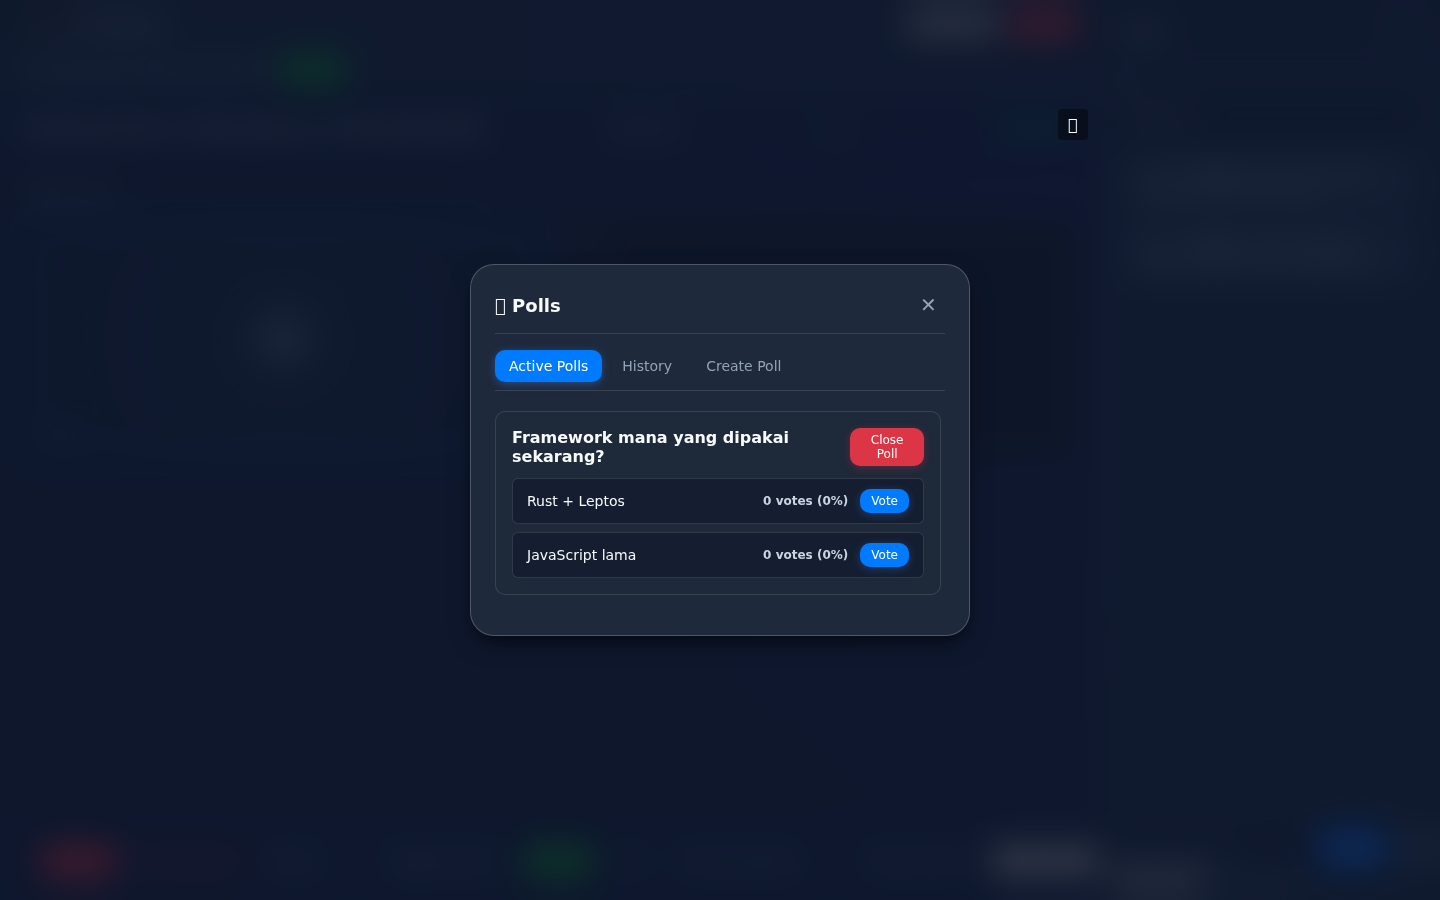 Polls
✕
Active Polls
History
Create Poll
Framework mana yang dipakai
sekarang?
Close
Poll
Rust + Leptos
0 votes (0%)
Vote
JavaScript lama
0 votes (0%)
Vote